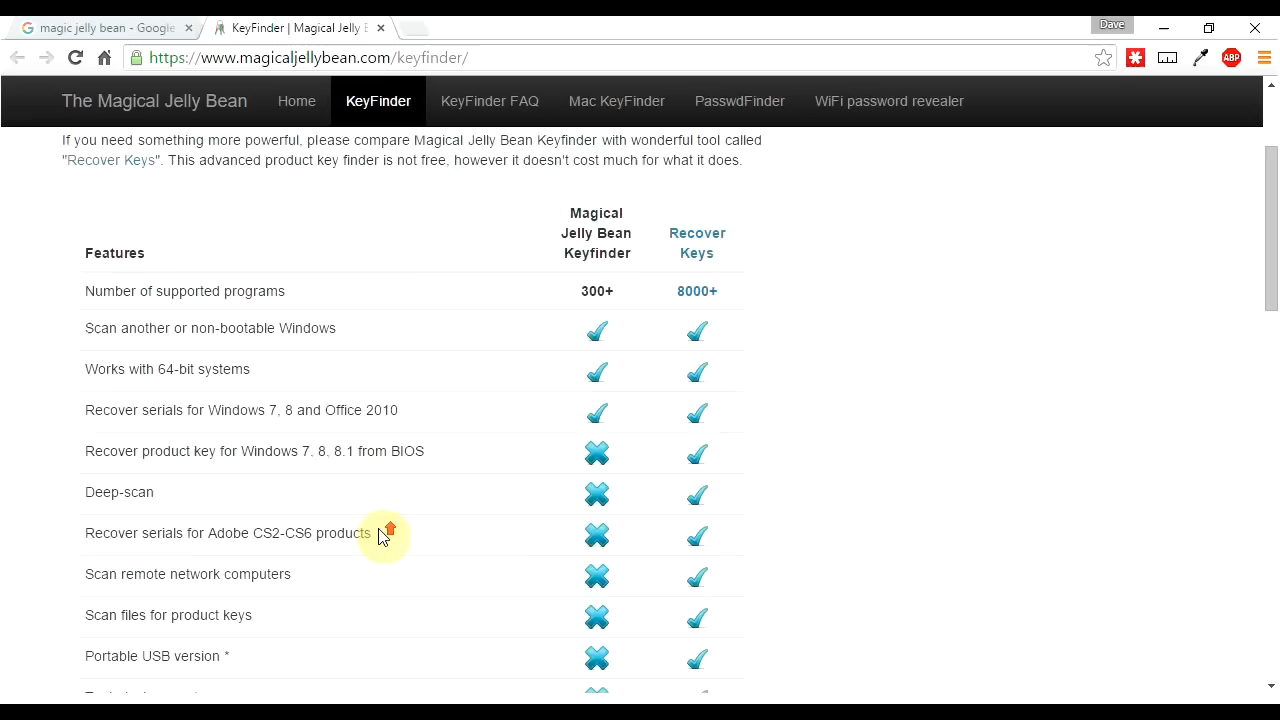 magic jelly bean - Google
KeyFinder | Magical Jelly B
Dave
https://www.magicaljellybean.com/keyfinder/
ABP
The Magical Jelly Bean
Home
KeyFinder
KeyFinder FAQ
Mac KeyFinder
PasswdFinder
WiFi password revealer
If you need something more powerful, please compare Magical Jelly Bean Keyfinder with wonderful tool called
"Recover Keys". This advanced product key finder is not free, however it doesn't cost much for what it does.
Features
Magical
Jelly Bean
Keyfinder
Recover
Keys
Number of supported programs 300+ 8000+
Scan another or non-bootable Windows
Works with 64-bit systems
Recover serials for Windows 7, 8 and Office 2010
Recover product key for Windows 7, 8, 8.1 from BIOS
Deep-scan
Recover serials for Adobe CS2-CS6 products
Scan remote network computers
Scan files for product keys
Portable USB version *